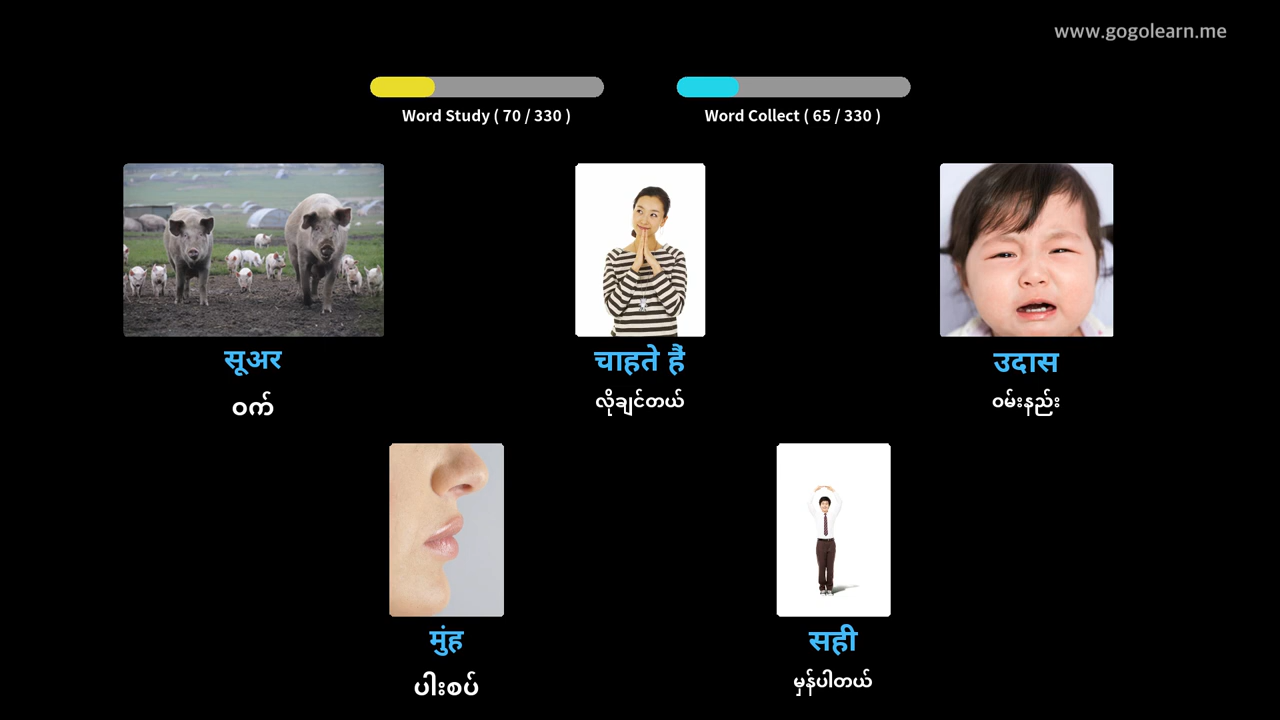 www.gogolearn.me
Word Study ( 70 / 330 )
Word Collect ( 65 / 330 )
सूअर
चाहते हैं
उदास
ဝက်
လိုချင်တယ်
ဝမ်းနည်း
मुंह
सही
ပါးစပ်
မှန်ပါတယ်